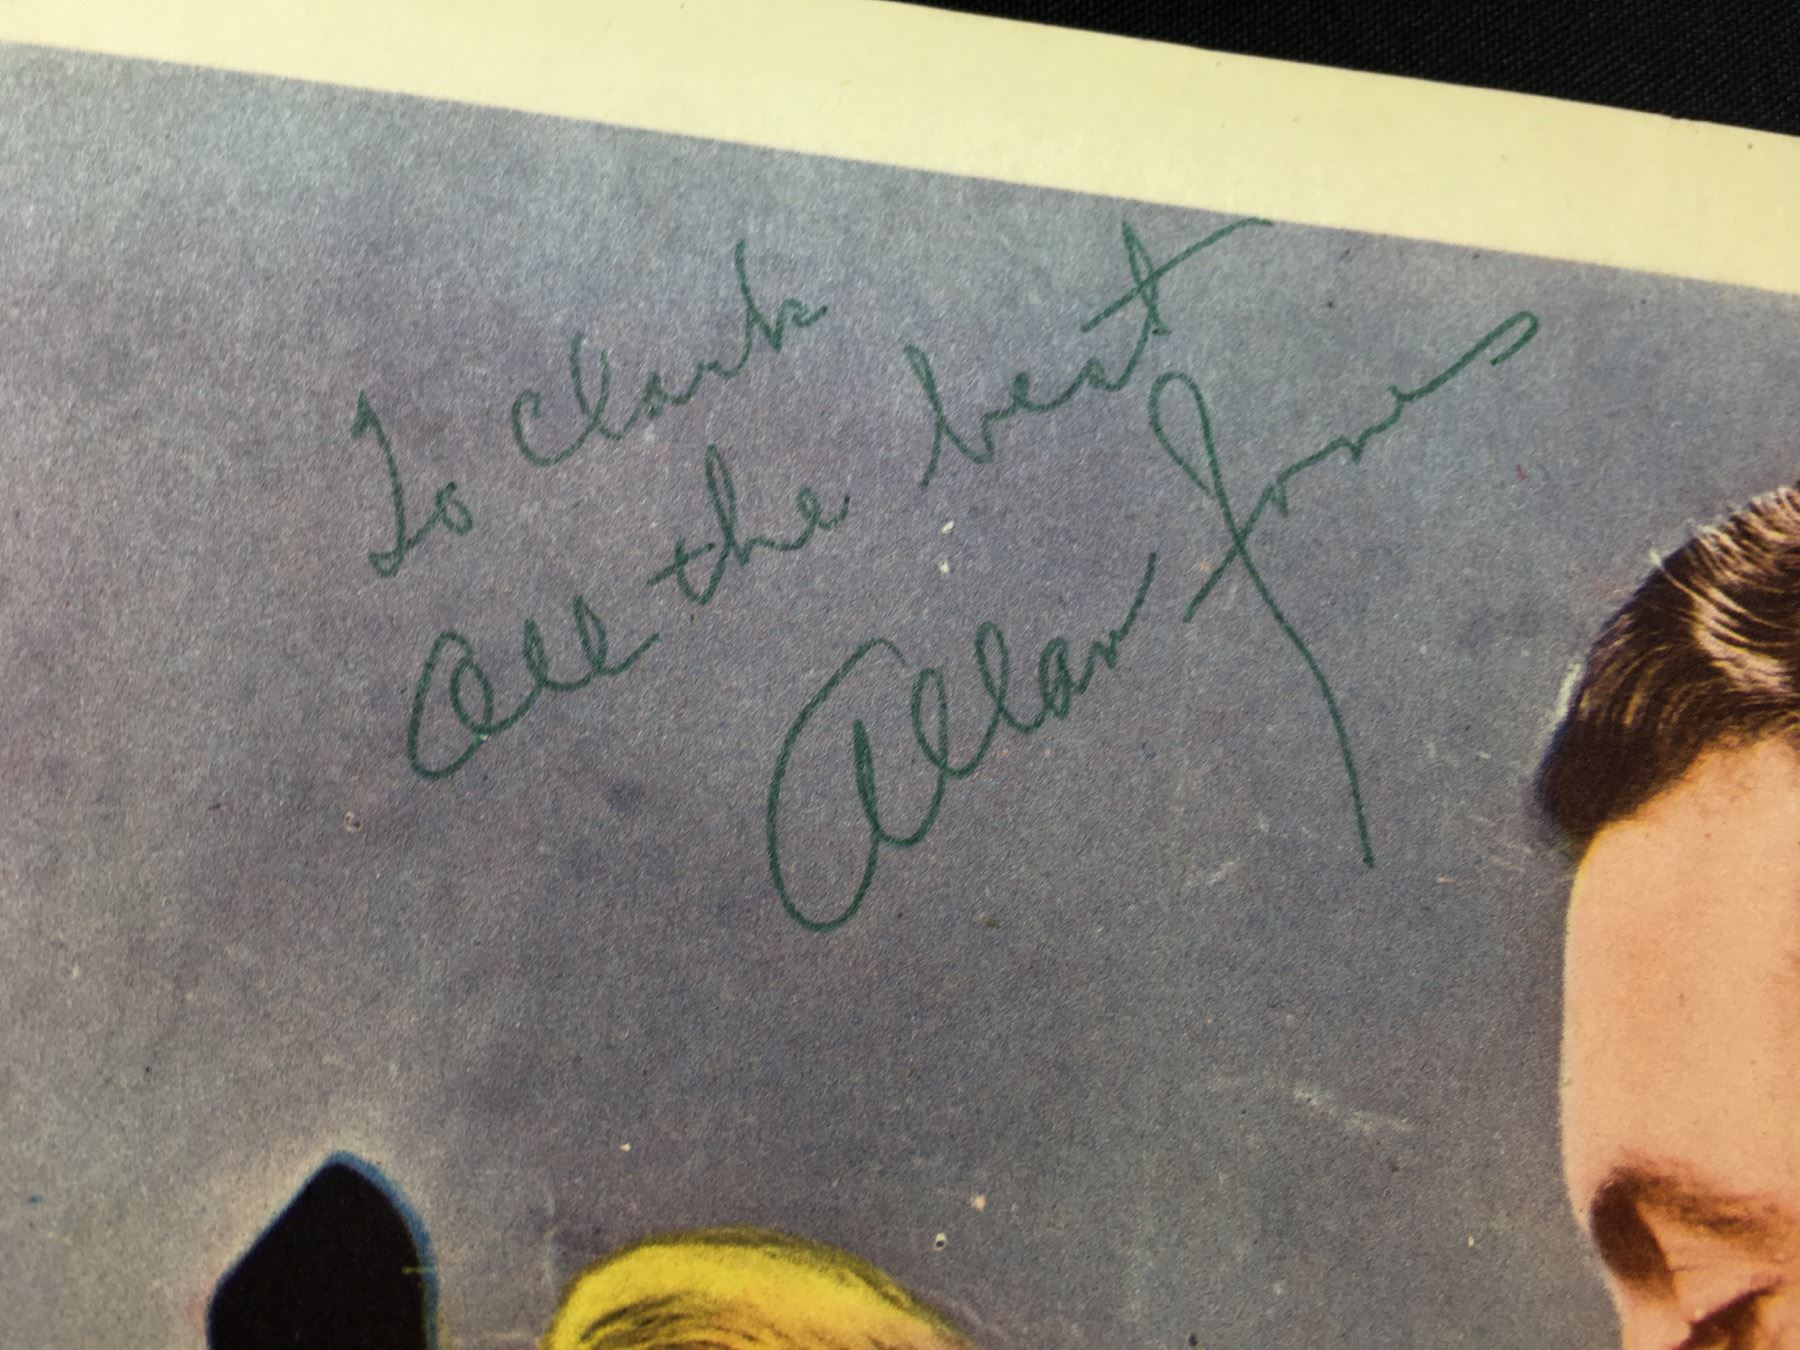 To Clark
All the best
Allan Jones